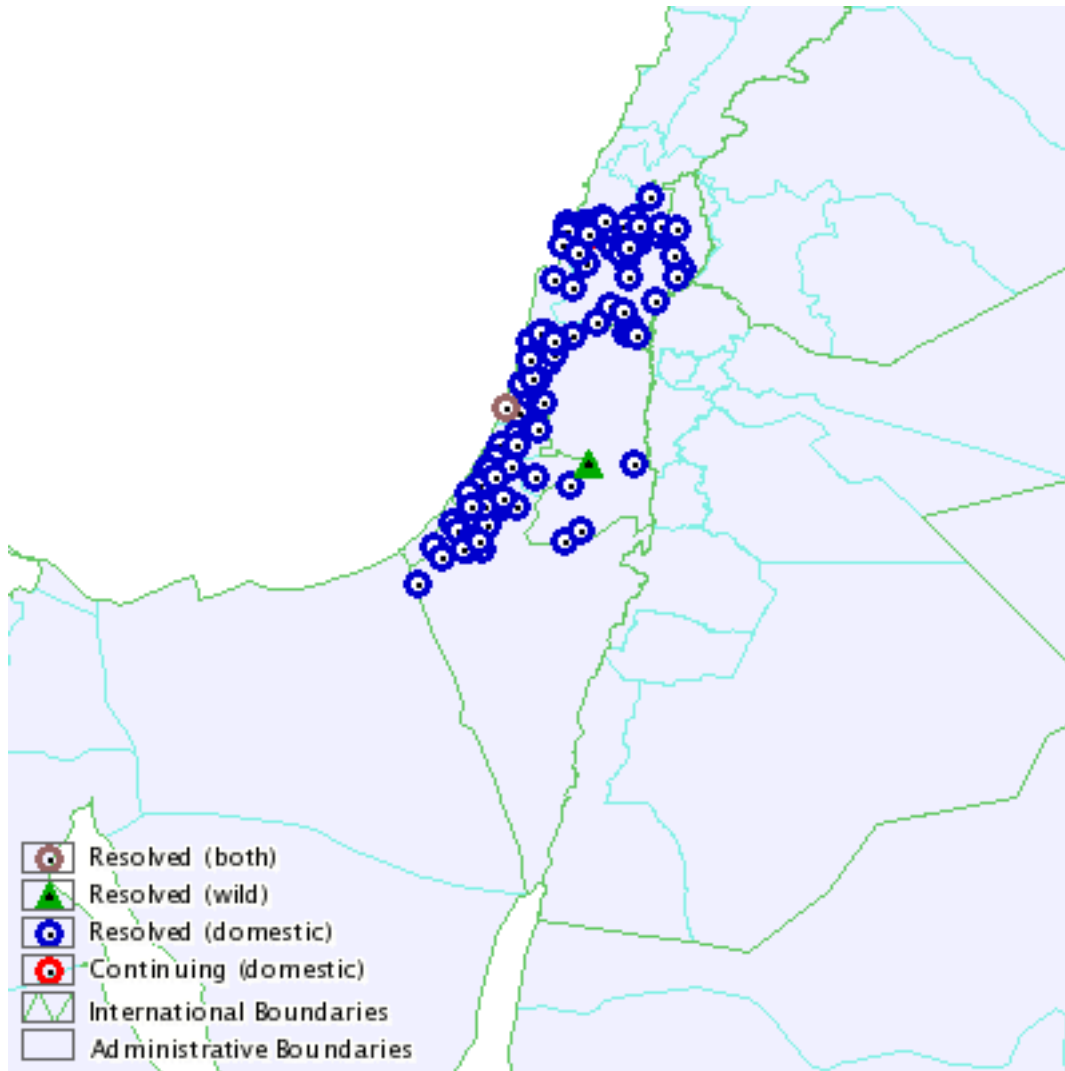 Resolved (both)
Resolved (wild)
Resolved (domestic)
Continuing (domestic)
International Boundaries
Administrative Boundaries